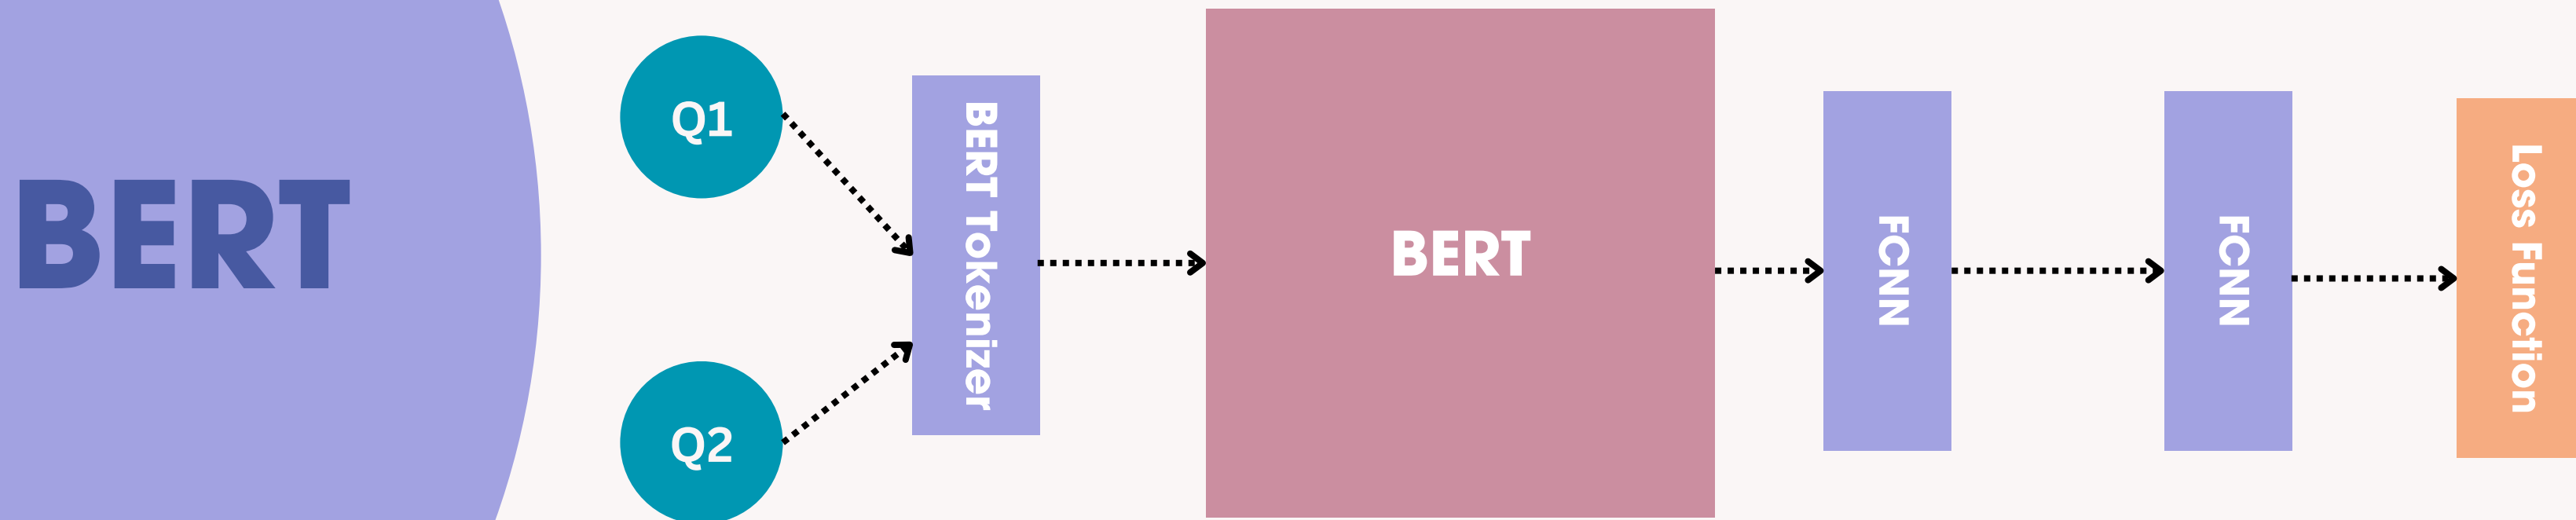 BERT
Q1
Q2
BERT Tokenizer
BERT
FCNN
FCNN
Loss Function